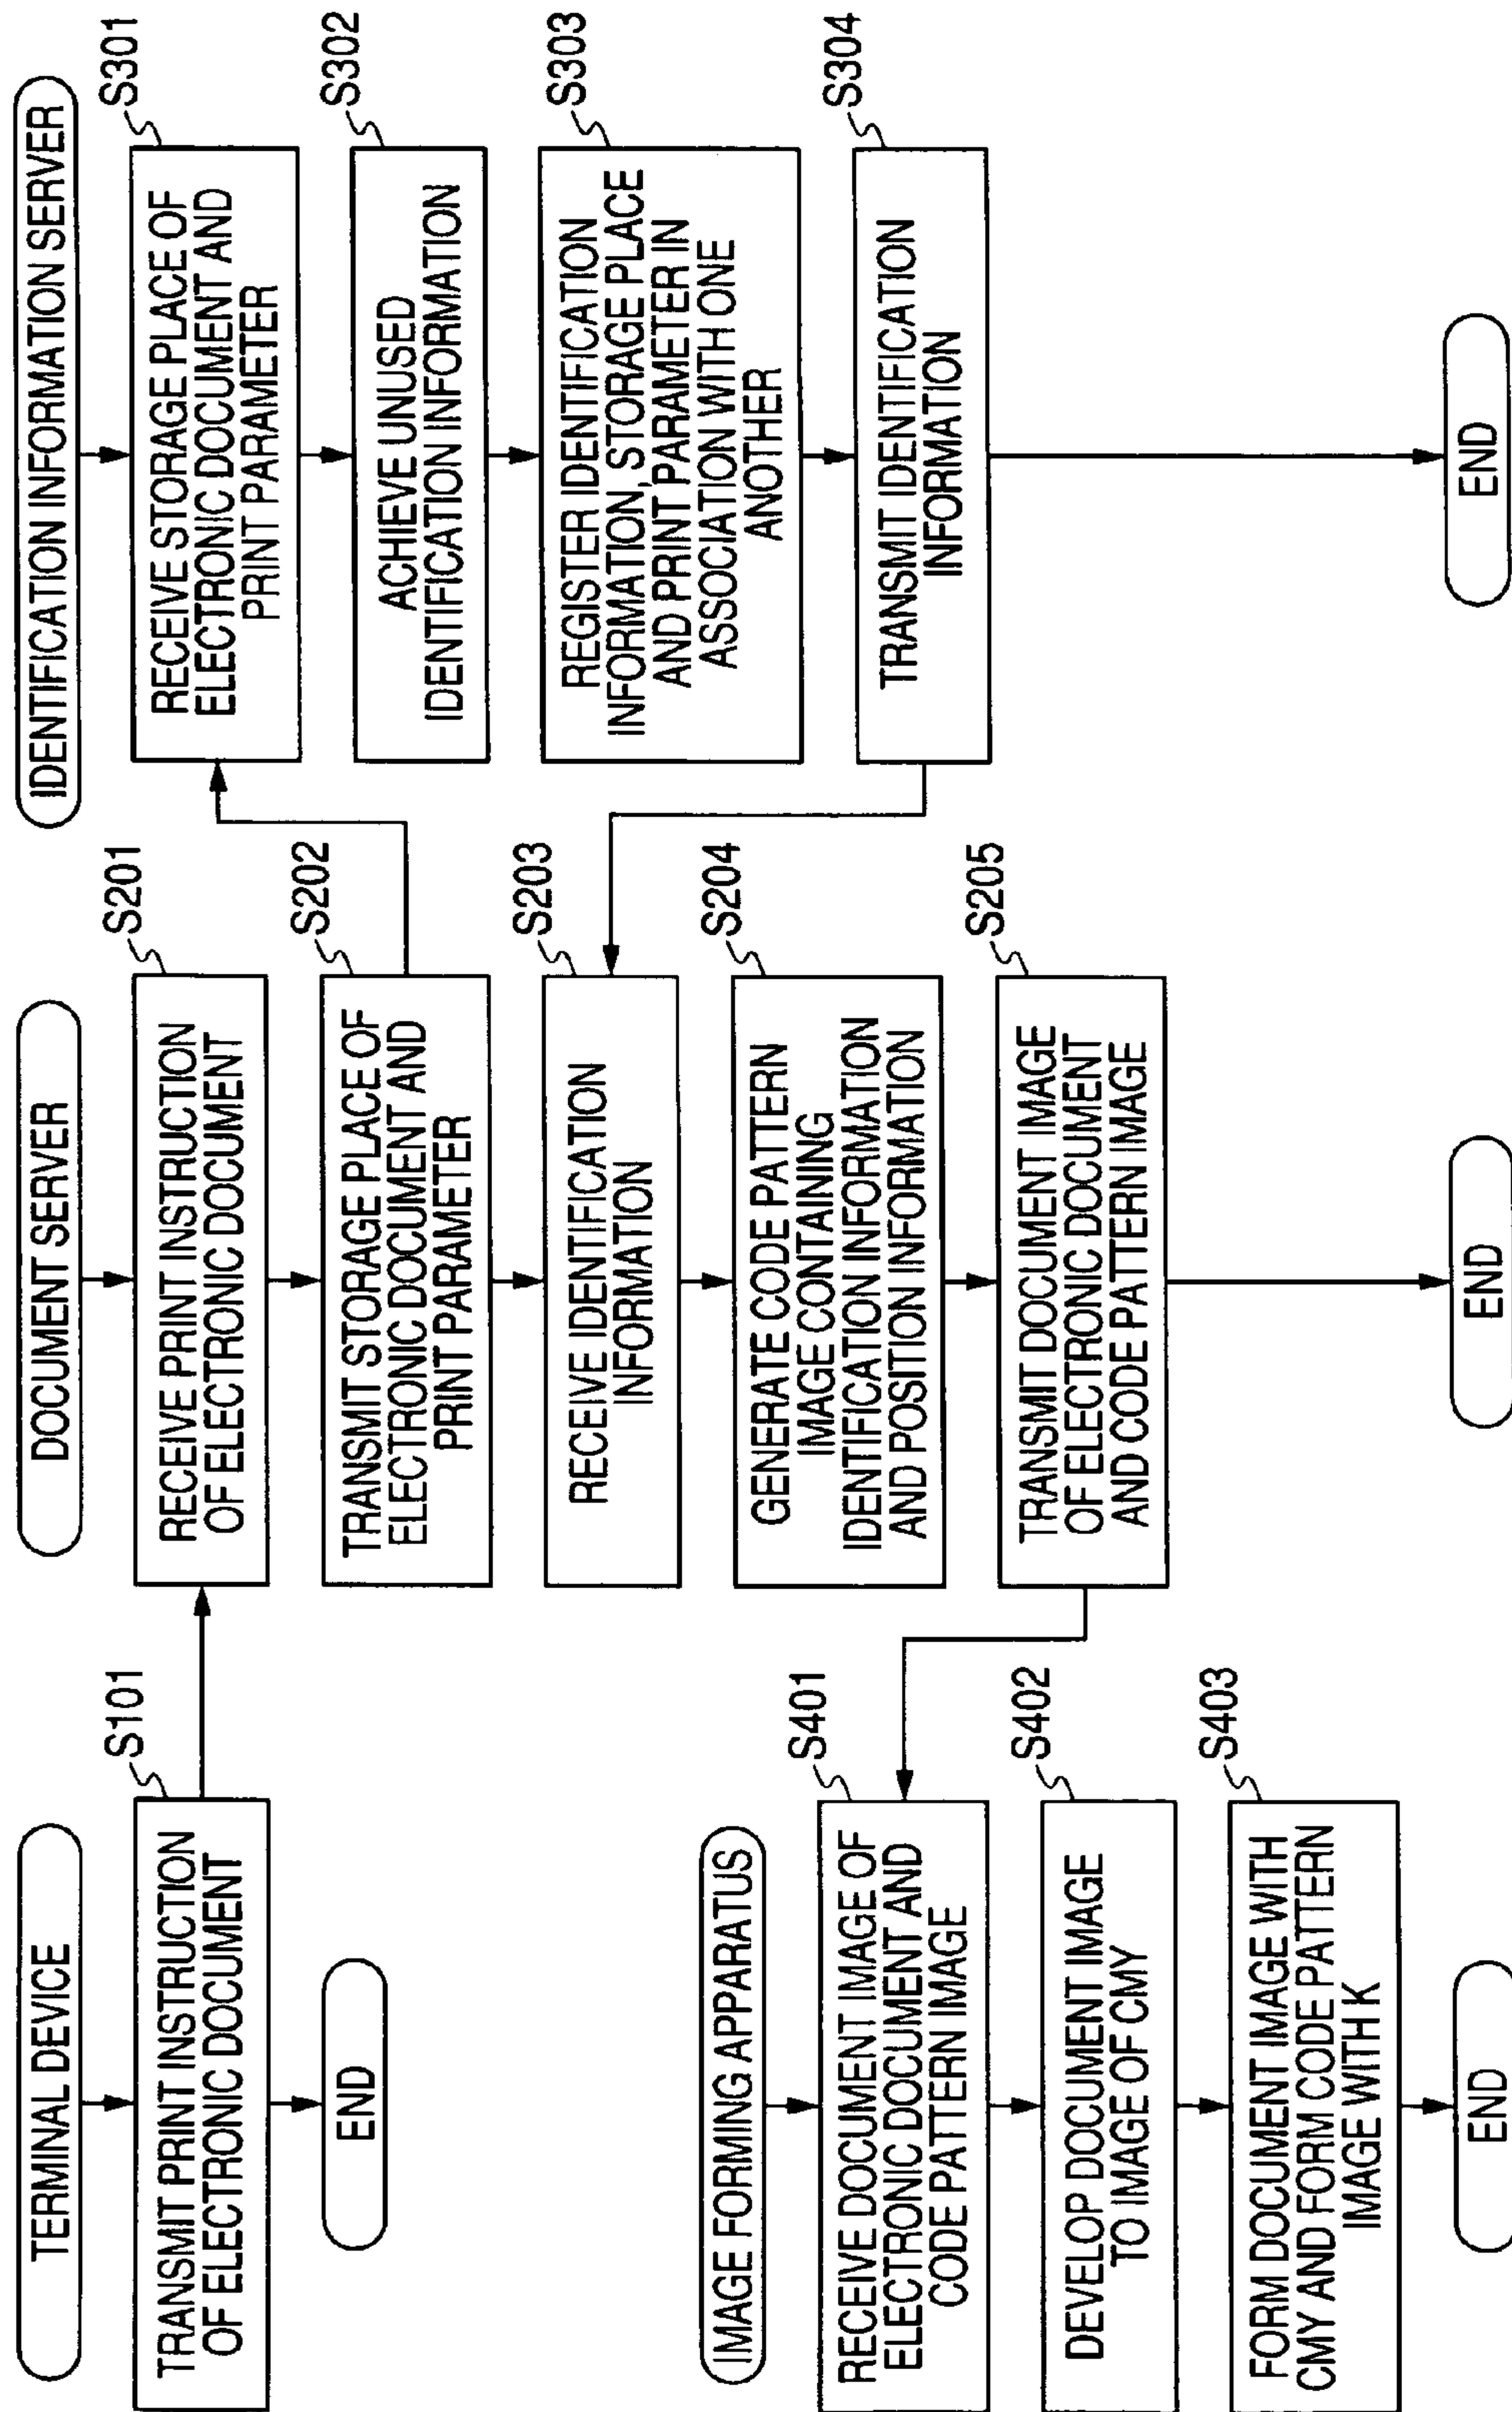 TERMINAL DEVICE
S101
TRANSMIT PRINT INSTRUCTION
OF ELECTRONIC DOCUMENT
END
IMAGE FORMING APPARATUS
S401
RECEIVE DOCUMENT IMAGE OF
ELECTRONIC DOCUMENT AND
CODE PATTERN IMAGE
S402
DEVELOP DOCUMENT IMAGE
TO IMAGE OF CMY
S403
FORM DOCUMENT IMAGE WITH
CMY AND FORM CODE PATTERN
IMAGE WITH K
END
DOCUMENT SERVER
S201
RECEIVE PRINT INSTRUCTION
OF ELECTRONIC DOCUMENT
S202
TRANSMIT STORAGE PLACE OF
ELECTRONIC DOCUMENT AND
PRINT PARAMETER
S203
RECEIVE IDENTIFICATION
INFORMATION
S204
GENERATE CODE PATTERN
IMAGE CONTAINING
IDENTIFICATION INFORMATION
AND POSITION INFORMATION
S205
TRANSMIT DOCUMENT IMAGE
OF ELECTRONIC DOCUMENT
AND CODE PATTERN IMAGE
END
IDENTIFICATION INFORMATION SERVER
S301
RECEIVE STORAGE PLACE OF
ELECTRONIC DOCUMENT AND
PRINT PARAMETER
S302
ACHIEVE UNUSED
IDENTIFICATION INFORMATION
S303
REGISTER IDENTIFICATION
INFORMATION, STORAGE PLACE
AND PRINT PARAMETER IN
ASSOCIATION WITH ONE
ANOTHER
S304
TRANSMIT IDENTIFICATION
INFORMATION
END